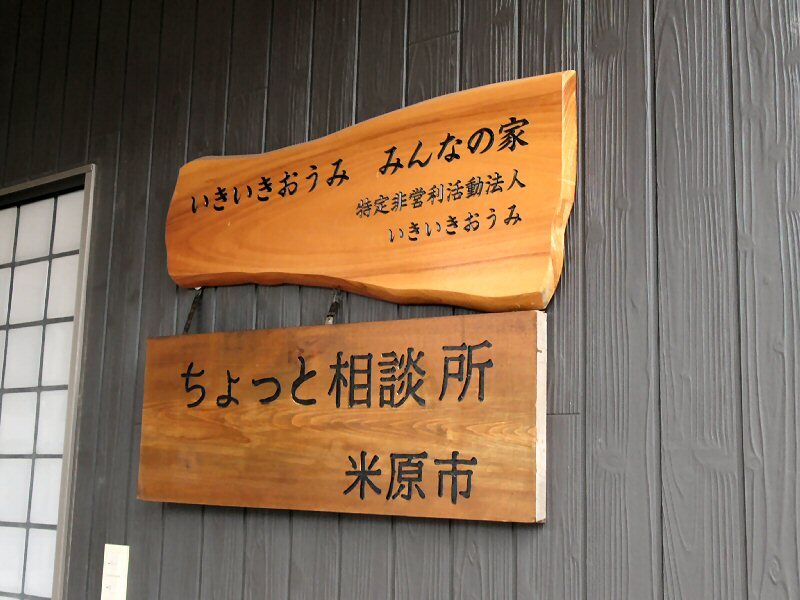 いきいきおうみ　みんなの家
特定非営利活動法人
いきいきおうみ
ちょっと相談所
米原市